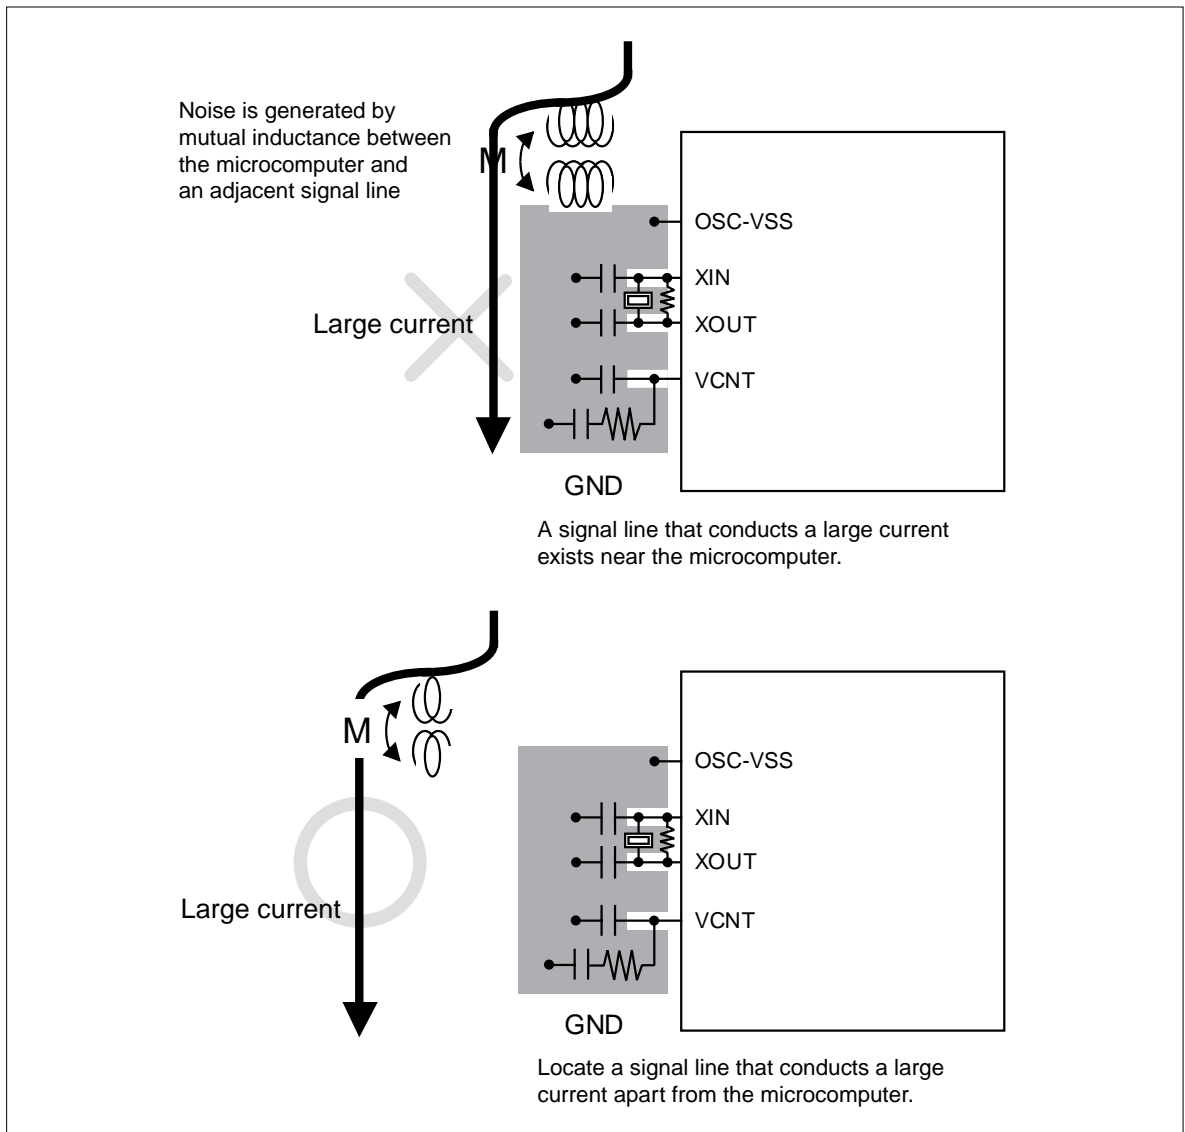 Noise is generated by
mutual inductance between
the microcomputer and
an adjacent signal line
M
OSC-VSS
XIN
Large current
XOUT
VCNT
GND
A signal line that conducts a large current
exists near the microcomputer.
M
OSC-VSS
XIN
XOUT
Large current
VCNT
GND
Locate a signal line that conducts a large
current apart from the microcomputer.